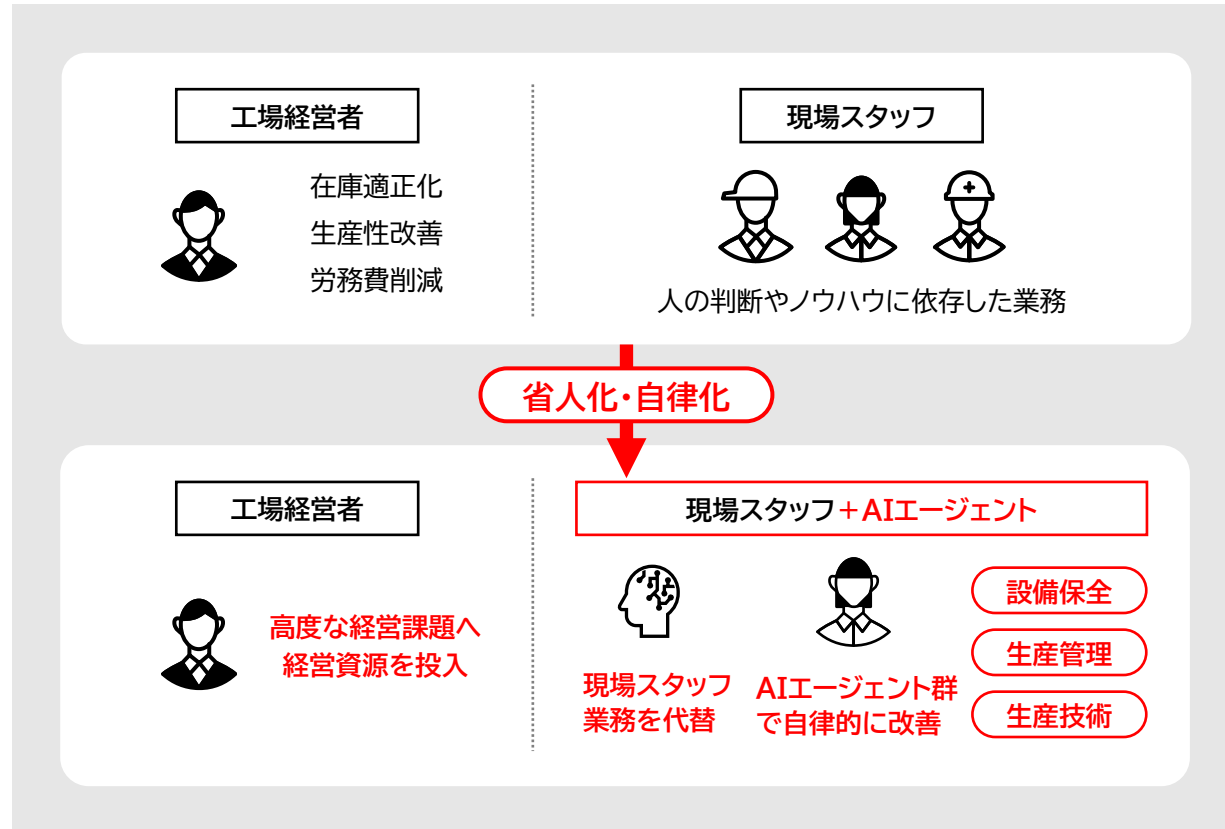 工場経営者
在庫適正化
生産性改善
労務費削減
現場スタッフ
人の判断やノウハウに依存した業務
省人化・自律化
工場経営者
高度な経営課題へ
経営資源を投入
現場スタッフ＋AIエージェント
現場スタッフ
業務を代替
AIエージェント群
で自律的に改善
設備保全
生産管理
生産技術